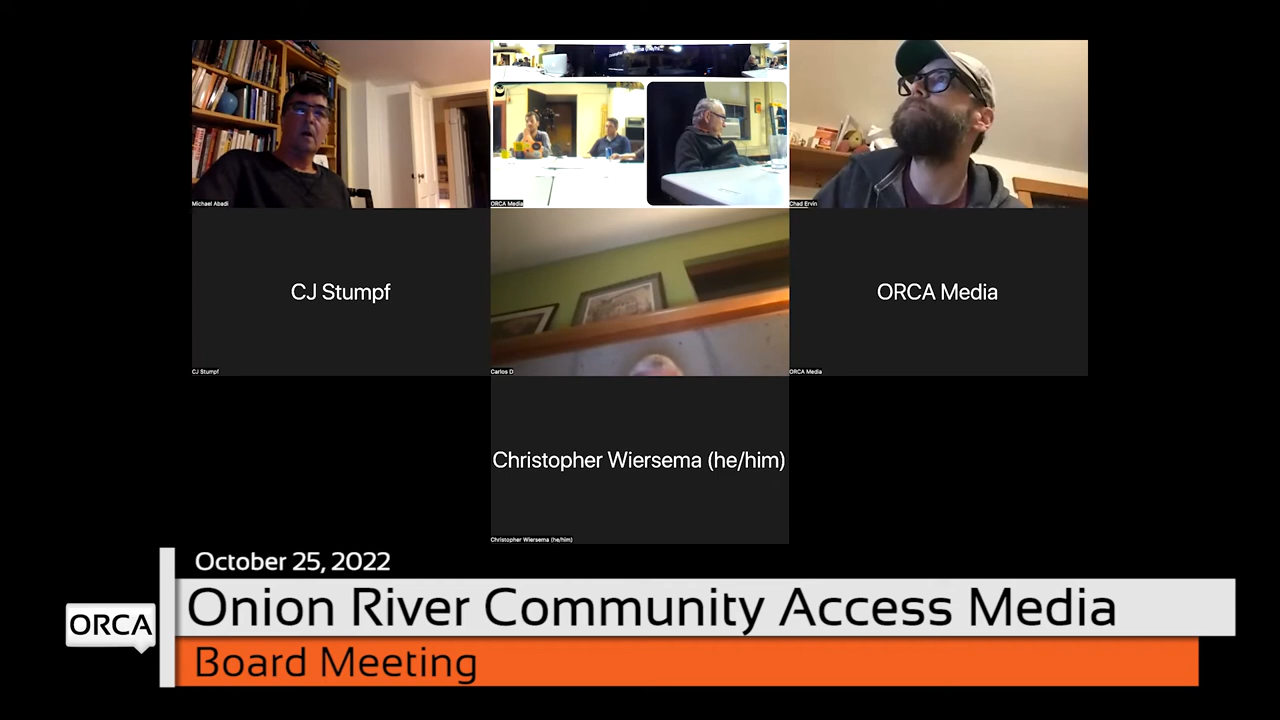 Michael Abadi
ORCA Media
Chad Ervin
CJ Stumpf
ORCA Media
CJ Stumpf
Carlos D
ORCA Media
Christopher Wiersema (he/him)
Christopher Wiersema (he/him)
October 25, 2022
Onion River Community Access Media
ORCA
Board Meeting